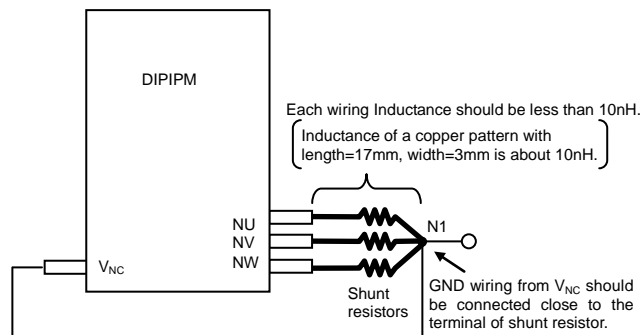 DIPIPM
Each wiring Inductance should be less than 10nH.
Inductance of a copper pattern with
length=17mm, width=3mm is about 10nH.
NU
NV
NW
N1
VNC
Shunt
resistors
GND wiring from VNC should
be connected close to the
terminal of shunt resistor.